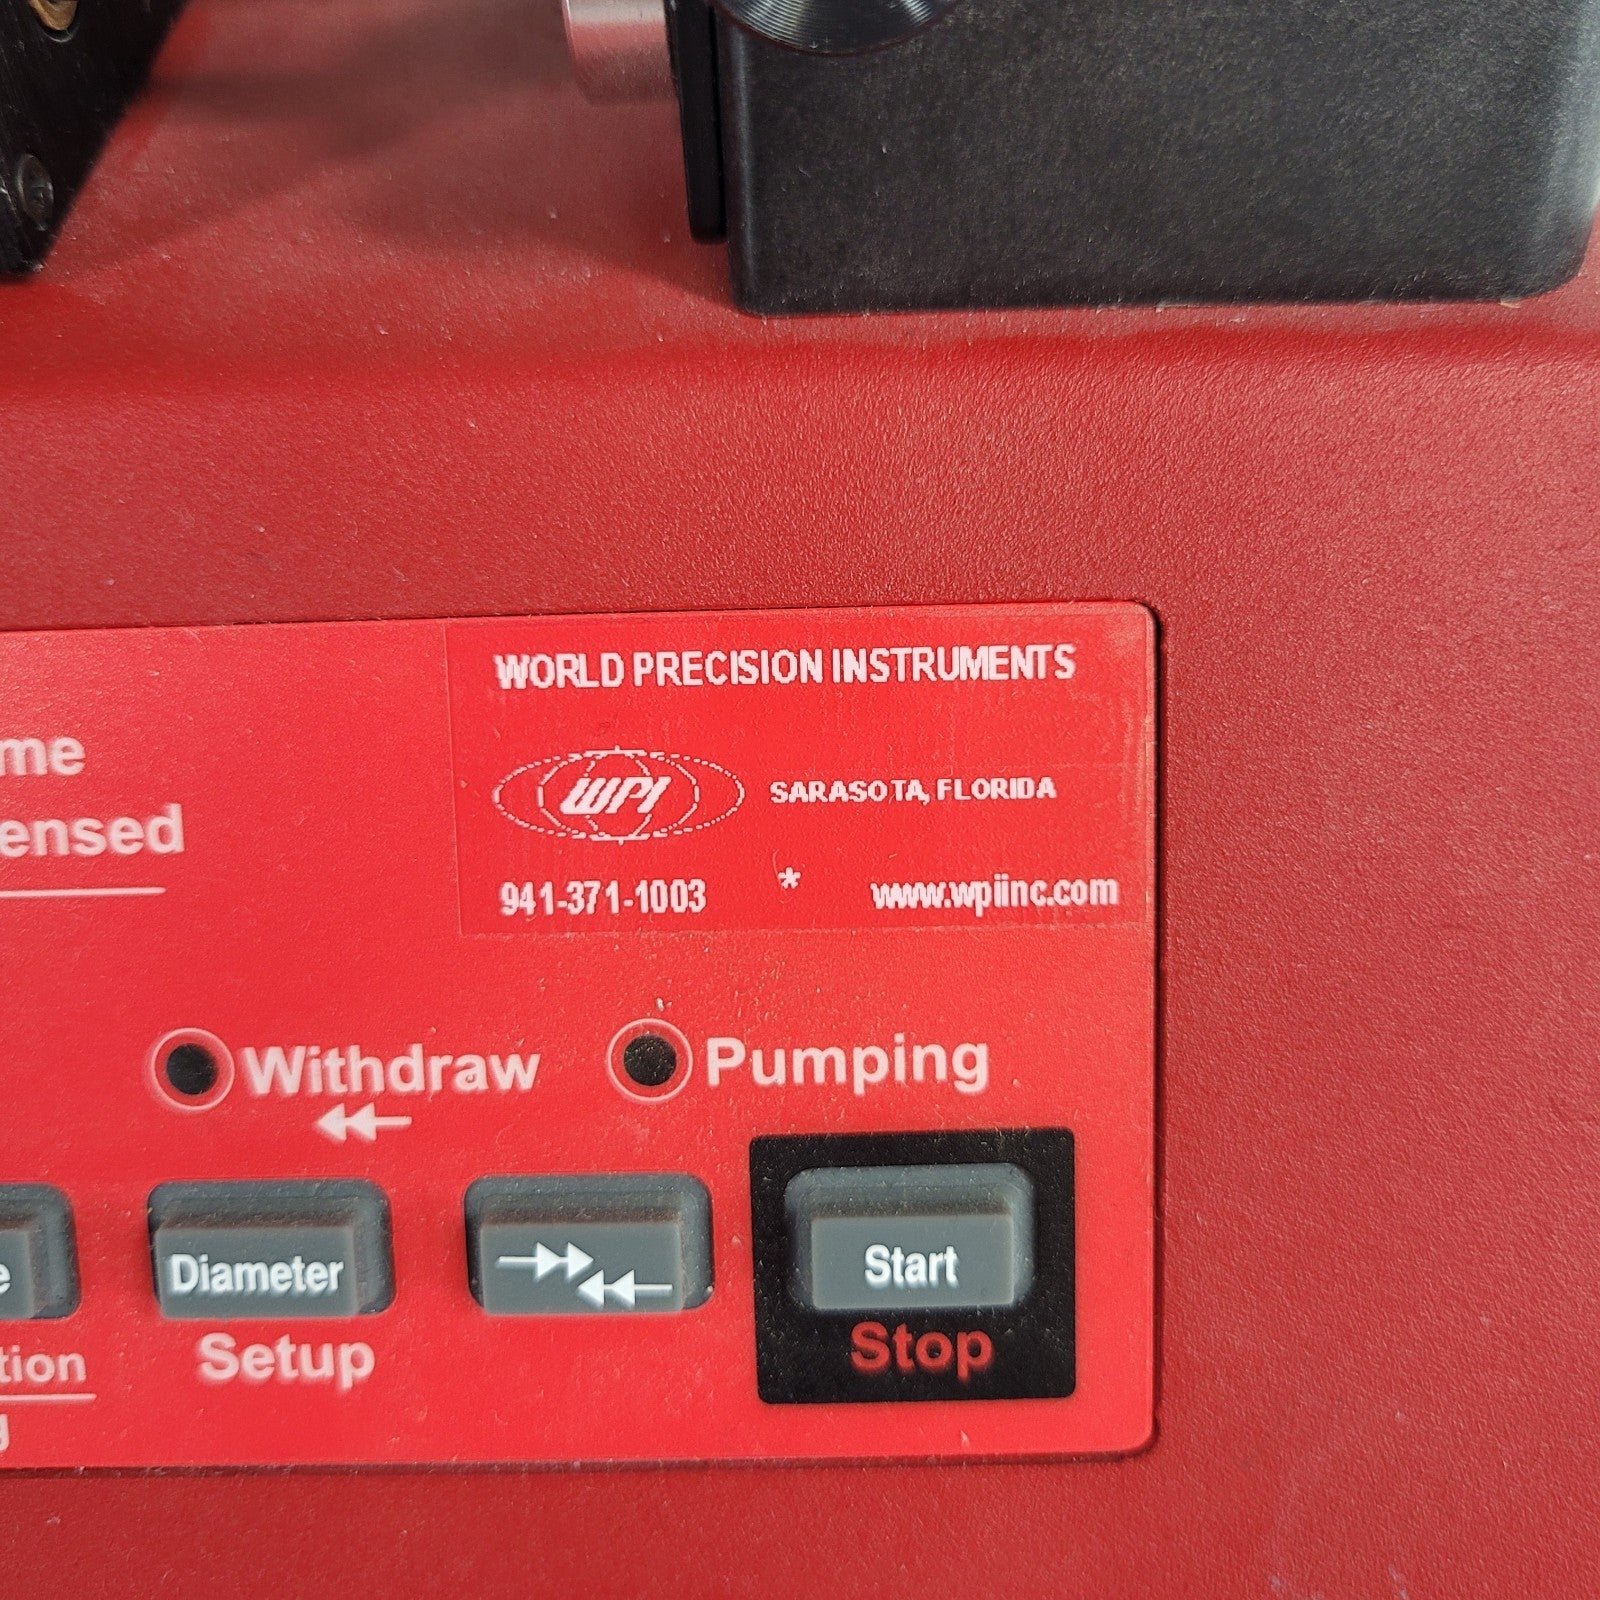 WORLD PRECISION INSTRUMENTS
WPI
SARASOTA, FLORIDA
941-371-1003 * www.wpiinc.com
me
ensed
Withdraw
Pumping
e
Diameter
Start
tion
Setup
Stop
g